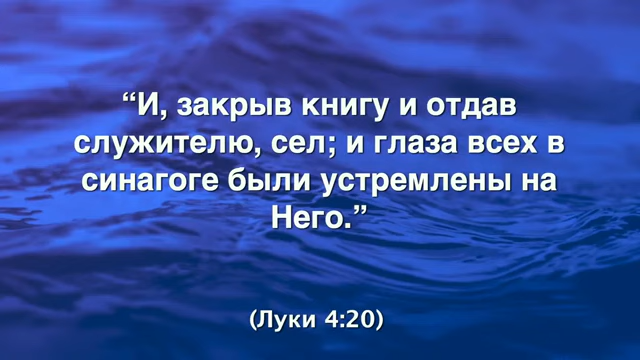 “И, закрыв книгу и отдав
служителю, сел; и глаза всех в
синагоге были устремлены на
Него.”
(Луки 4:20)